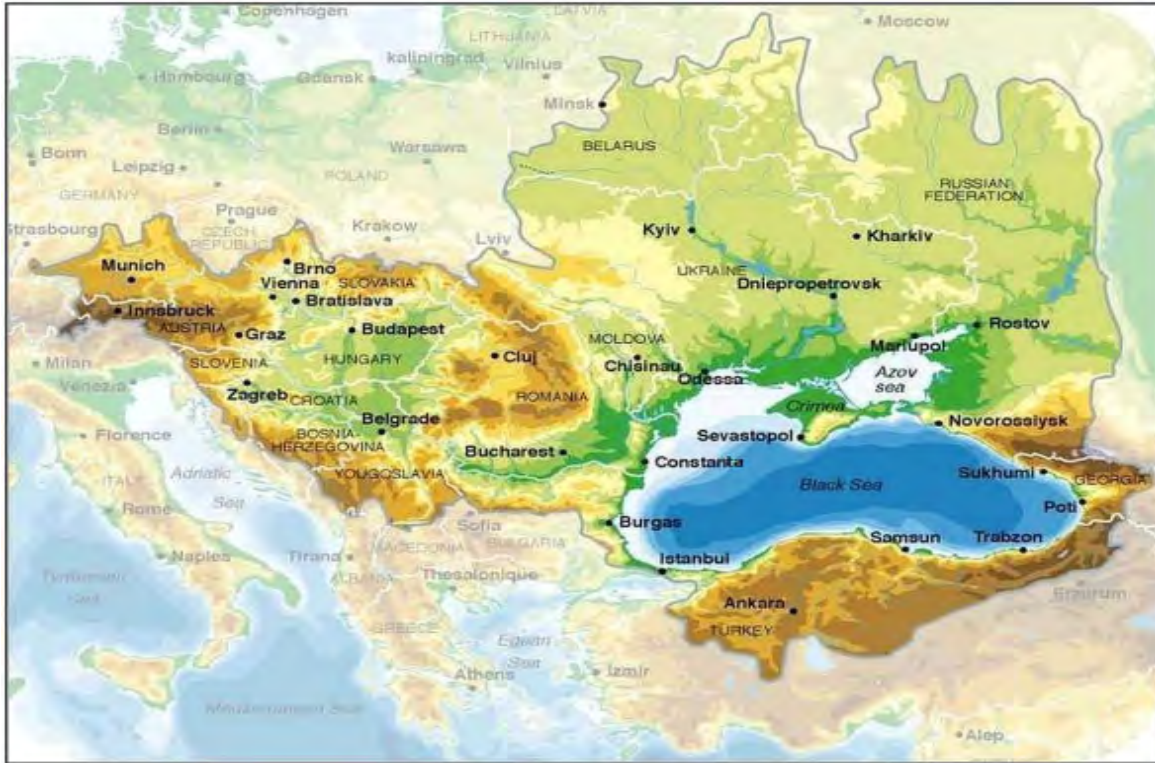 Copenhagen
LATVIA
Moscow
LITHUANIA
kaliningrad
Vilnius
Hambourg
Gdansk
Minsk
Berlin
BELARUS
Bonn
Warsawa
Leipzig
POLAND
RUSSIAN
FEDERATION
GERMANY
Prague
Strasbourg
CZECH
REPUBLIC
Krakow
Lviv
Kyiv
Kharkiv
Munich
Brno
Vienna
SLOVAKIA
UKRAINE
Dniepropetrovsk
Innsbruck
Bratislava
AUSTRIA
Graz
Budapest
MOLDOVA
Rostov
Mariupol
Milan
SLOVENIA
HUNGARY
Cluj
Chisinau
Odessa
Azov
sea
Venezia
Zagreb
CROATIA
ROMANIA
Crimea
Florence
Belgrade
BOSNIA-
HERZEGOVINA
Novorossiysk
Sevastopol
Bucharest
Constanta
Adriatic
Sea
YOUGOSLAVIA
Black Sea
Sukhumi
GEORGIA
ITALY
Rome
Sofia
BULGARIA
Burgas
Poti
Naples
Tirana
MACEDONIA
Istanbul
Samsun
Trabzon
ALBANIA
Thesalonique
Ankara
Erzurum
TURKEY
GREECE
Egean
Sea
Izmir
Athens
Mediterranean Sea
Alep